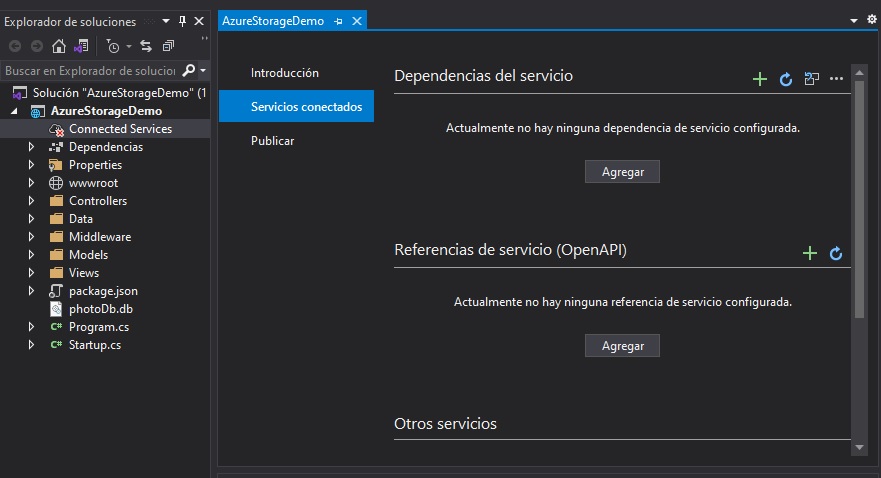 Explorador de soluciones
Buscar en Explorador de solucior
Solución "AzureStorageDemo" (1
AzureStorageDemo
Connected Services
Dependencias
Properties
wwwroot
Controllers
Data
Middleware
Models
Views
package.json
photoDb.db
C# Program.cs
C# Startup.cs
AzureStorageDemo
Introducción
Servicios conectados
Publicar
Dependencias del servicio
Actualmente no hay ninguna dependencia de servicio configurada.
Agregar
Referencias de servicio (OpenAPI)
Actualmente no hay ninguna referencia de servicio configurada.
Agregar
Otros servicios